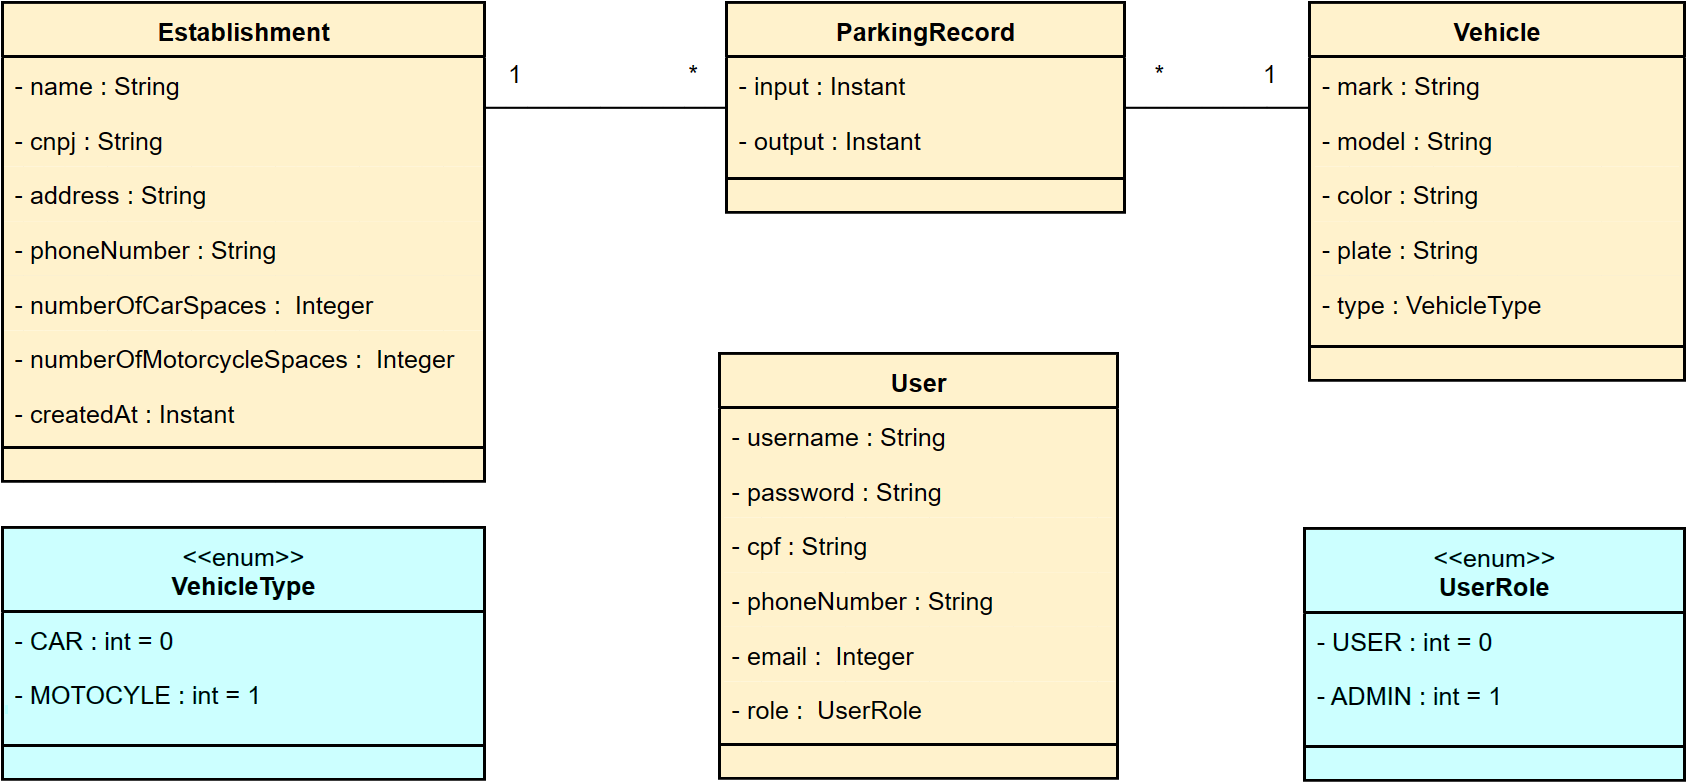 Establishment
- name : String
- cnpj : String
- address : String
- phoneNumber : String
- numberOfCarSpaces :  Integer
- numberOfMotorcycleSpaces :  Integer
- createdAt : Instant
1
*
ParkingRecord
- input : Instant
- output : Instant
*
1
Vehicle
- mark : String
- model : String
- color : String
- plate : String
- type : VehicleType
User
- username : String
- password : String
- cpf : String
- phoneNumber : String
- email :  Integer
- role :  UserRole
<<enum>>
VehicleType
- CAR : int = 0
- MOTOCYLE : int = 1
<<enum>>
UserRole
- USER : int = 0
- ADMIN : int = 1